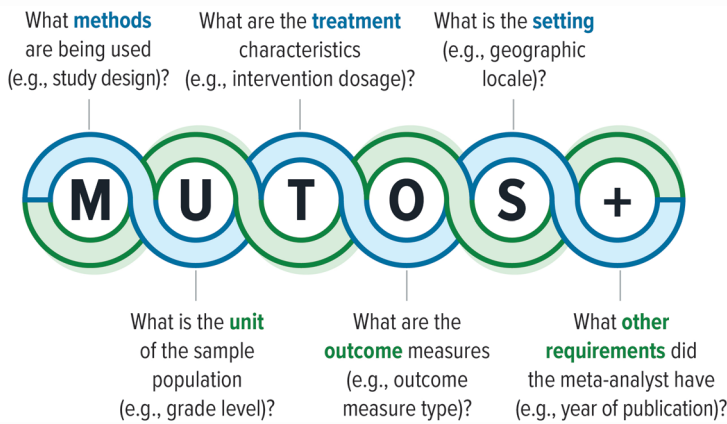 What methods
are being used
(e.g., study design)?
What are the treatment
characteristics
(e.g., intervention dosage)?
What is the setting
(e.g., geographic
locale)?
M U T O S +
What is the unit
of the sample
population
(e.g., grade level)?
What are the
outcome measures
(e.g., outcome
measure type)?
What other
requirements did
the meta-analyst have
(e.g., year of publication)?